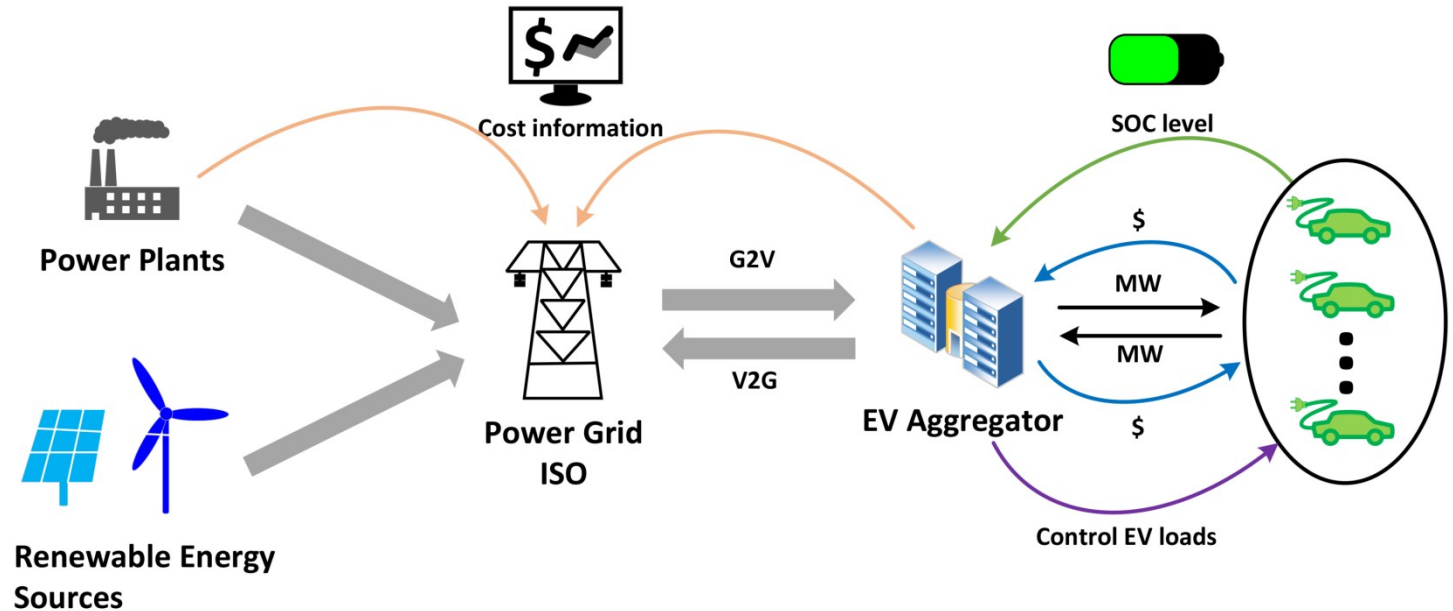 $
Cost information
SOC level
Power Plants
G2V
$
MW
MW
V2G
Power Grid
ISO
EV Aggregator
$
Control EV loads
Renewable Energy
Sources